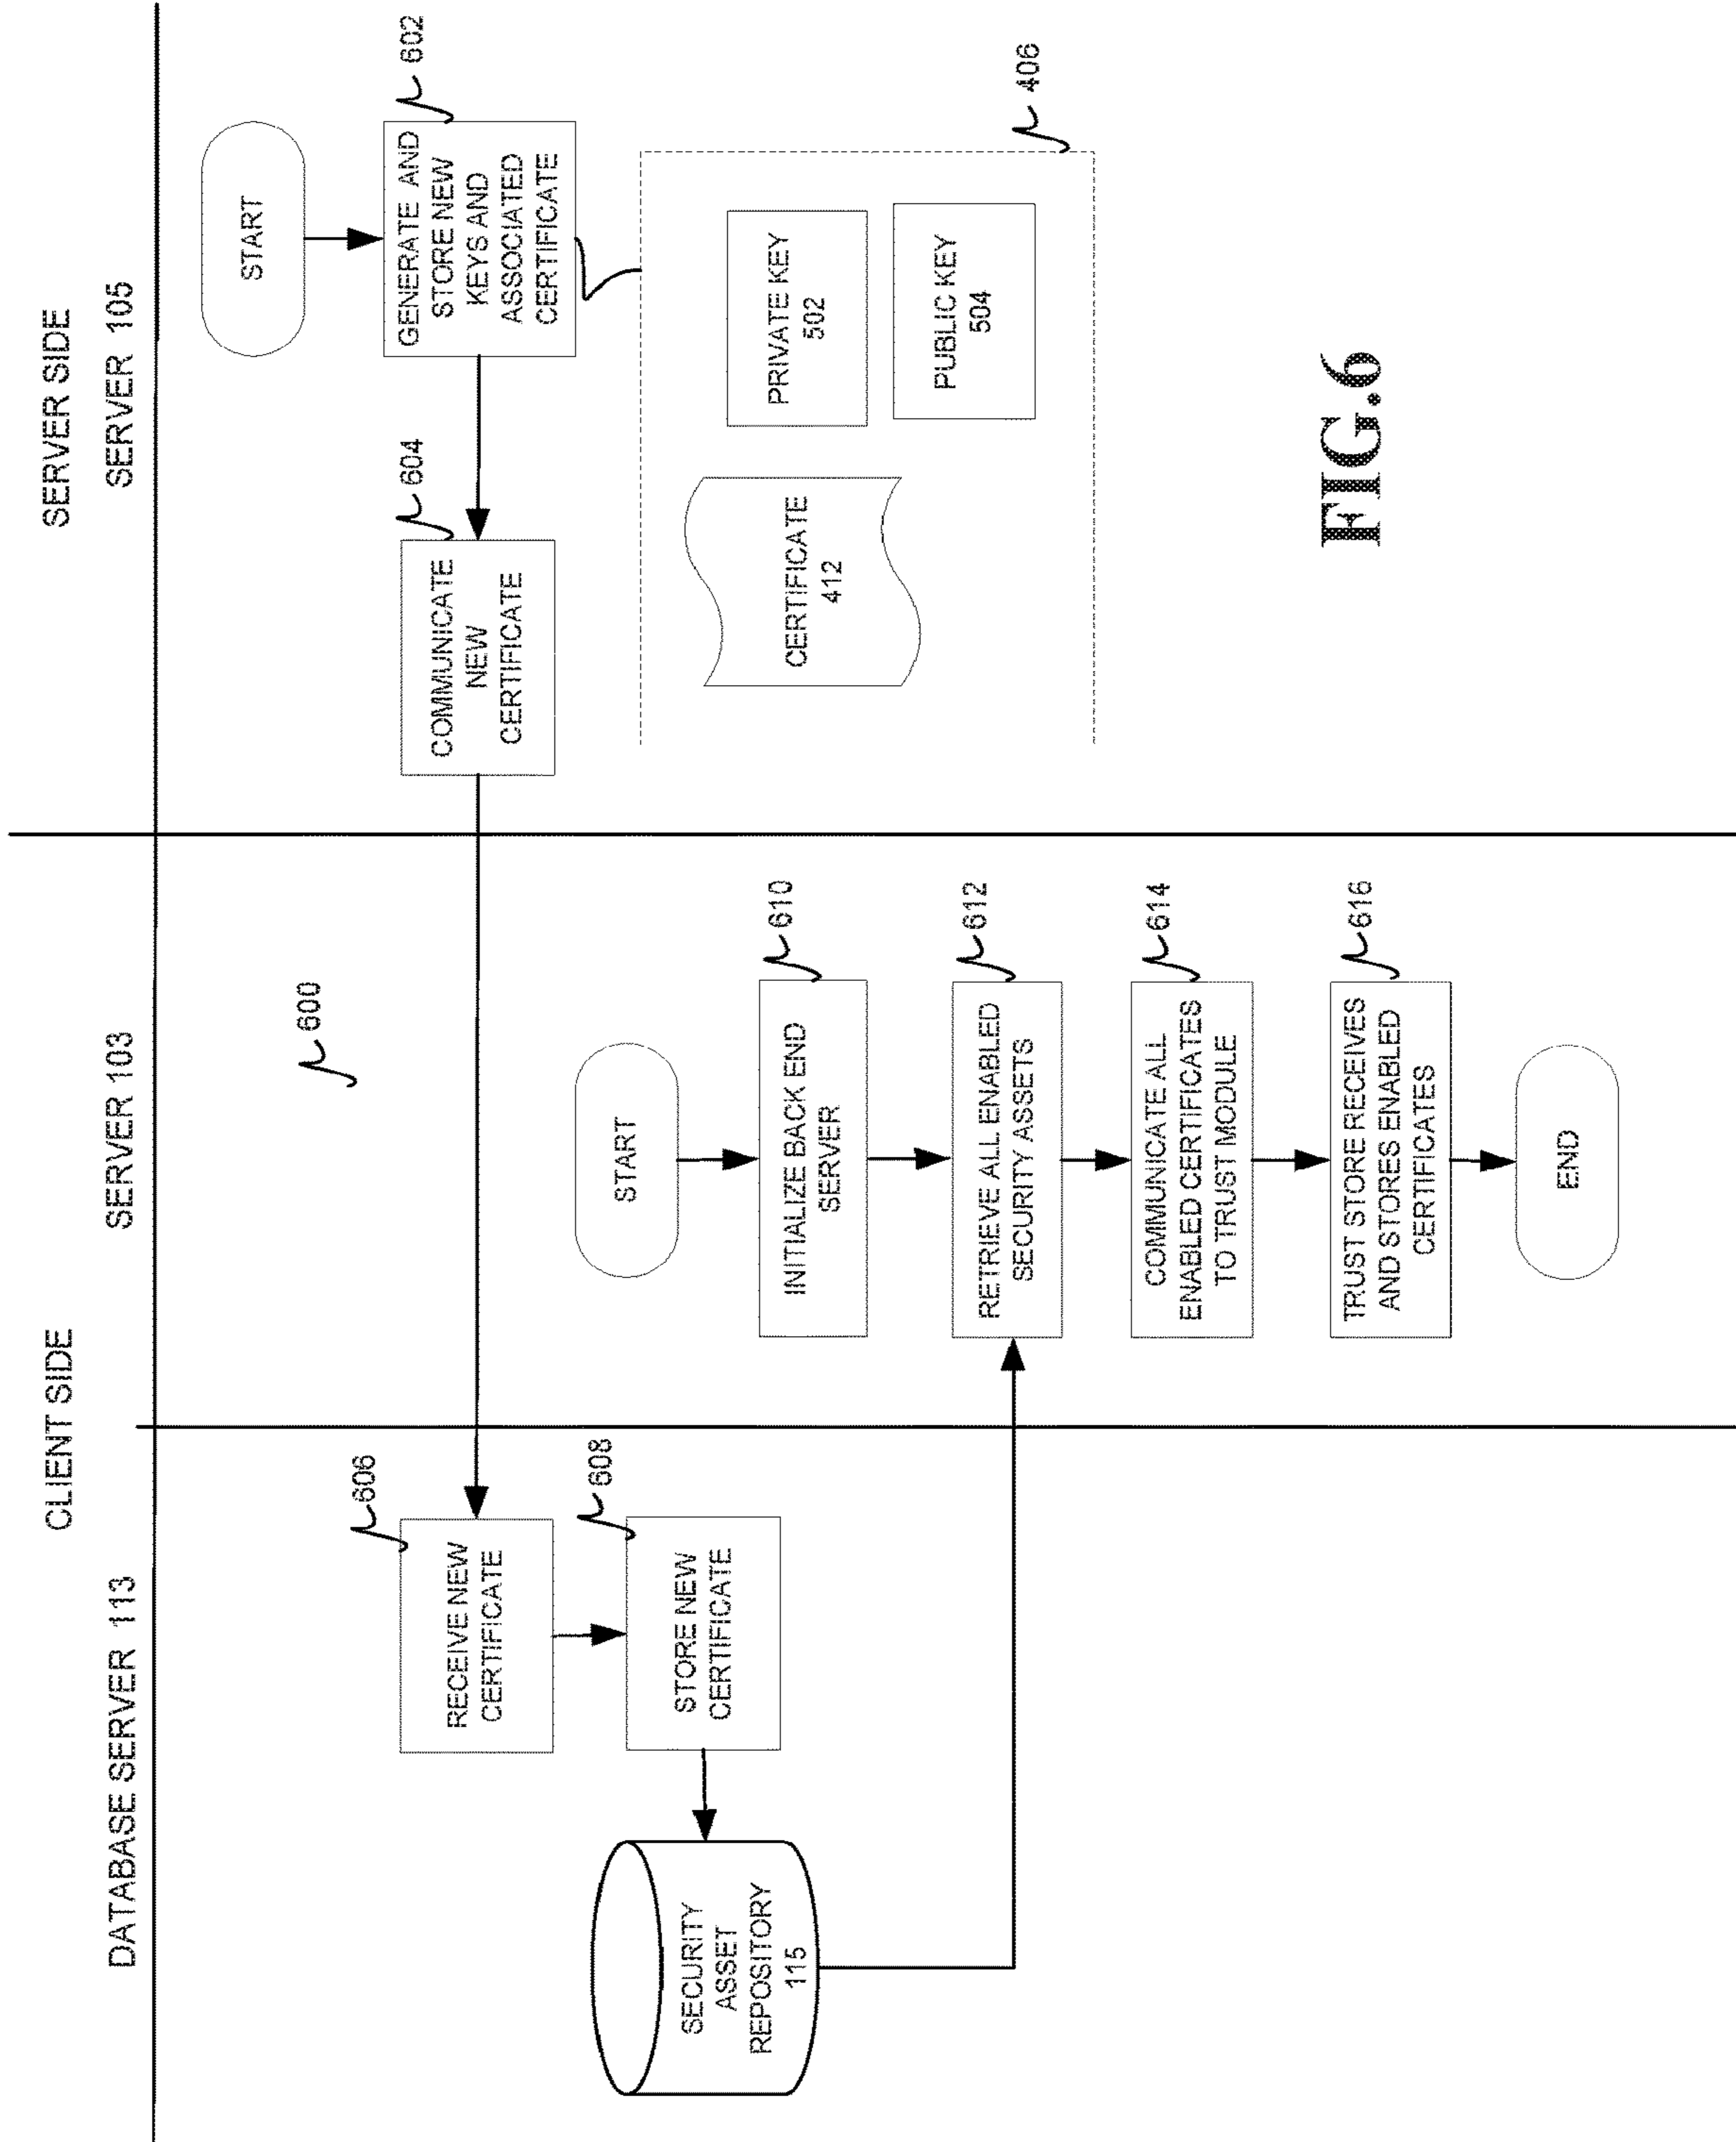 CLIENT SIDE
SERVER SIDE
DATABASE SERVER 113
SERVER 103
SERVER 105
600
606
RECEIVE NEW
CERTIFICATE
608
STORE NEW
CERTIFICATE
SECURITY
ASSET
REPOSITORY
115
START
610
INITIALIZE BACK END
SERVER
612
RETRIEVE ALL ENABLED
SECURITY ASSETS
614
COMMUNICATE ALL
ENABLED CERTIFICATES
TO TRUST MODULE
616
TRUST STORE RECEIVES
AND STORES ENABLED
CERTIFICATES
END
START
602
GENERATE AND
STORE NEW
KEYS AND
ASSOCIATED
CERTIFICATE
604
COMMUNICATE
NEW
CERTIFICATE
406
CERTIFICATE
412
PRIVATE KEY
502
PUBLIC KEY
504
FIG.6